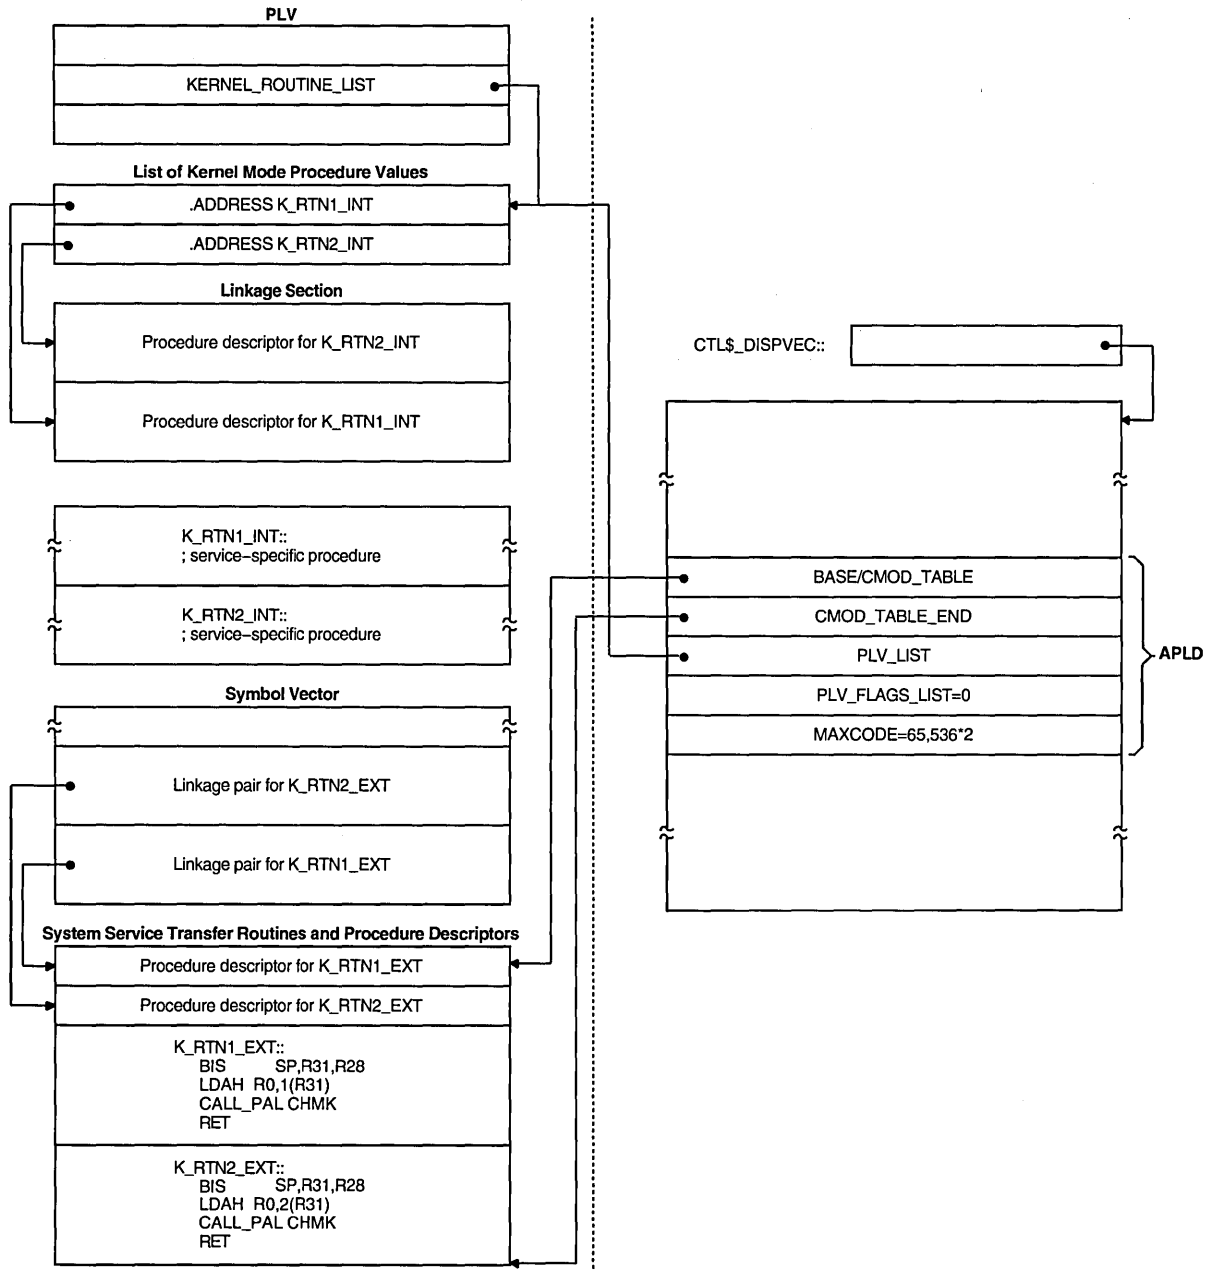 PLV
KERNEL_ROUTINE_LIST
List of Kernel Mode Procedure Values
.ADDRESS K_RTN1_INT
.ADDRESS K_RTN2_INT
Linkage Section
Procedure descriptor for K_RTN2_INT
Procedure descriptor for K_RTN1_INT
K_RTN1_INT::
; service–specific procedure
K_RTN2_INT::
; service–specific procedure
Symbol Vector
Linkage pair for K_RTN2_EXT
Linkage pair for K_RTN1_EXT
System Service Transfer Routines and Procedure Descriptors
Procedure descriptor for K_RTN1_EXT
Procedure descriptor for K_RTN2_EXT
K_RTN1_EXT::
BIS SP,R31,R28
LDAH R0,1(R31)
CALL_PAL CHMK
RET
K_RTN2_EXT::
BIS SP,R31,R28
LDAH R0,2(R31)
CALL_PAL CHMK
RET
CTL$_DISPVEC::
BASE/CMOD_TABLE
CMOD_TABLE_END
PLV_LIST
PLV_FLAGS_LIST=0
MAXCODE=65,536*2
APLD